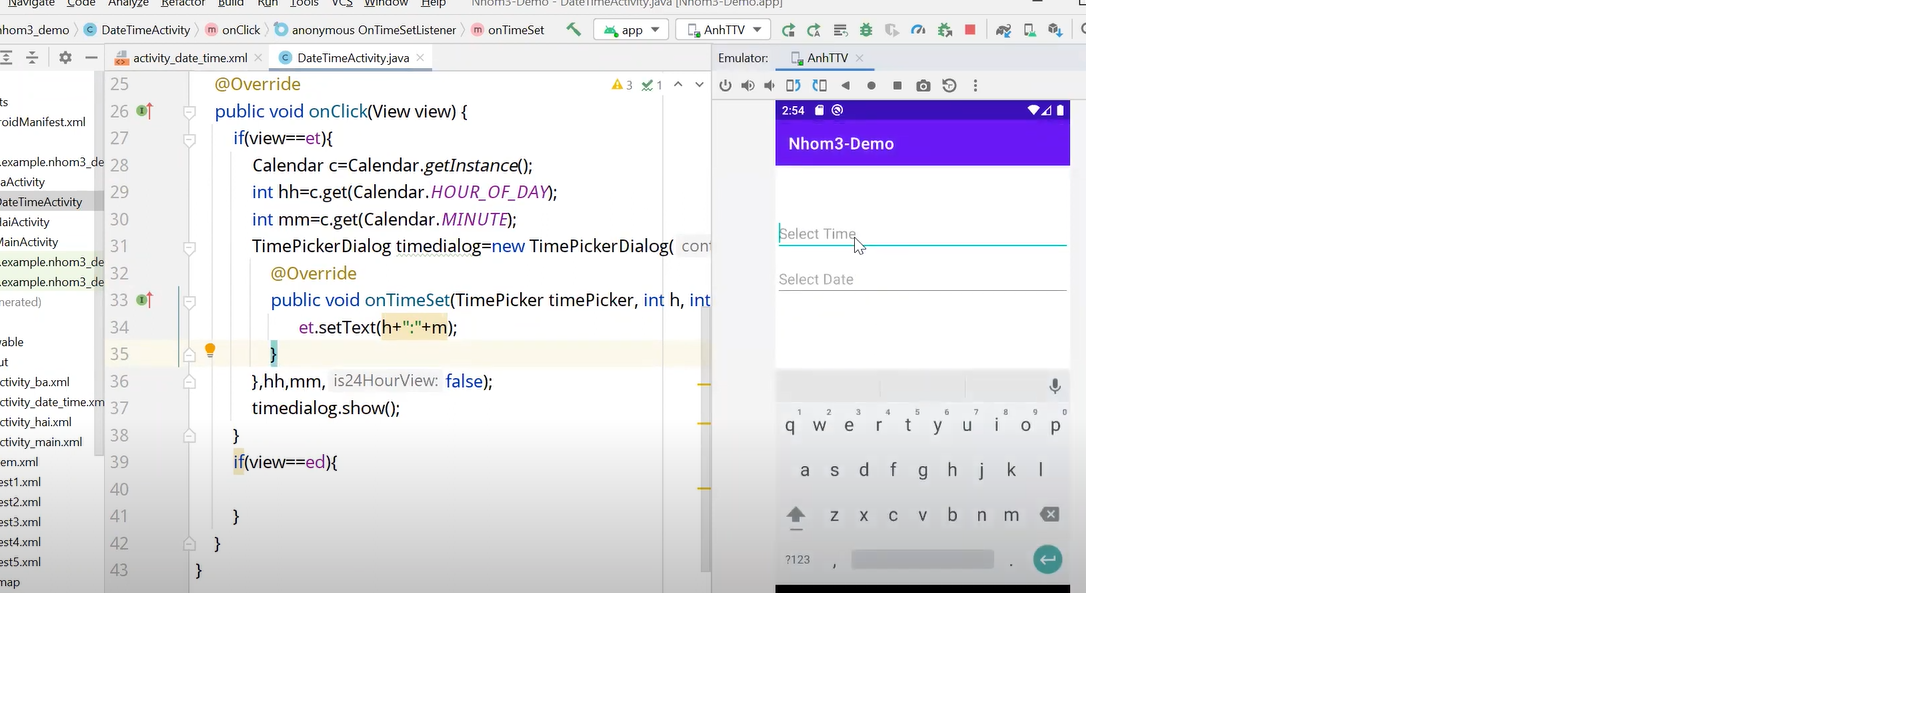 Navigate Code Analyze Refactor Build Run Tools VCS Window Help Nhom3-Demo - DateTimeActivity.java [Nhom3-Demo.app]
nhom3_demo DateTimeActivity onClick anonymous OnTimeSetListener onTimeSet app AnhTTV
activity_date_time.xml DateTimeActivity.java
ts
roidManifest.xml
.example.nhom3_de
aActivity
DateTimeActivity
HaiActivity
MainActivity
.example.nhom3_de
.example.nhom3_de
nerated)
vable
ut
ctivity_ba.xml
ctivity_date_time.xm
ctivity_hai.xml
ctivity_main.xml
em.xml
est1.xml
est2.xml
est3.xml
est4.xml
est5.xml
map
3 1
25 @Override
26 public void onClick(View view) {
27 if(view==et){
28 Calendar c=Calendar.getInstance();
29 int hh=c.get(Calendar.HOUR_OF_DAY);
30 int mm=c.get(Calendar.MINUTE);
31 TimePickerDialog timedialog=new TimePickerDialog( cont
32 @Override
33 public void onTimeSet(TimePicker timePicker, int h, int
34 et.setText(h+":"+m);
35 }
36 },hh,mm, is24HourView: false);
37 timedialog.show();
38 }
39 if(view==ed){
40
41 }
42 }
43 }
Emulator: AnhTTV
2:54
Nhom3-Demo
Select Time
Select Date
1 2 3 4 5 6 7 8 9 0
q w e r t y u i o p
a s d f g h j k l
z x c v b n m
?123 , .